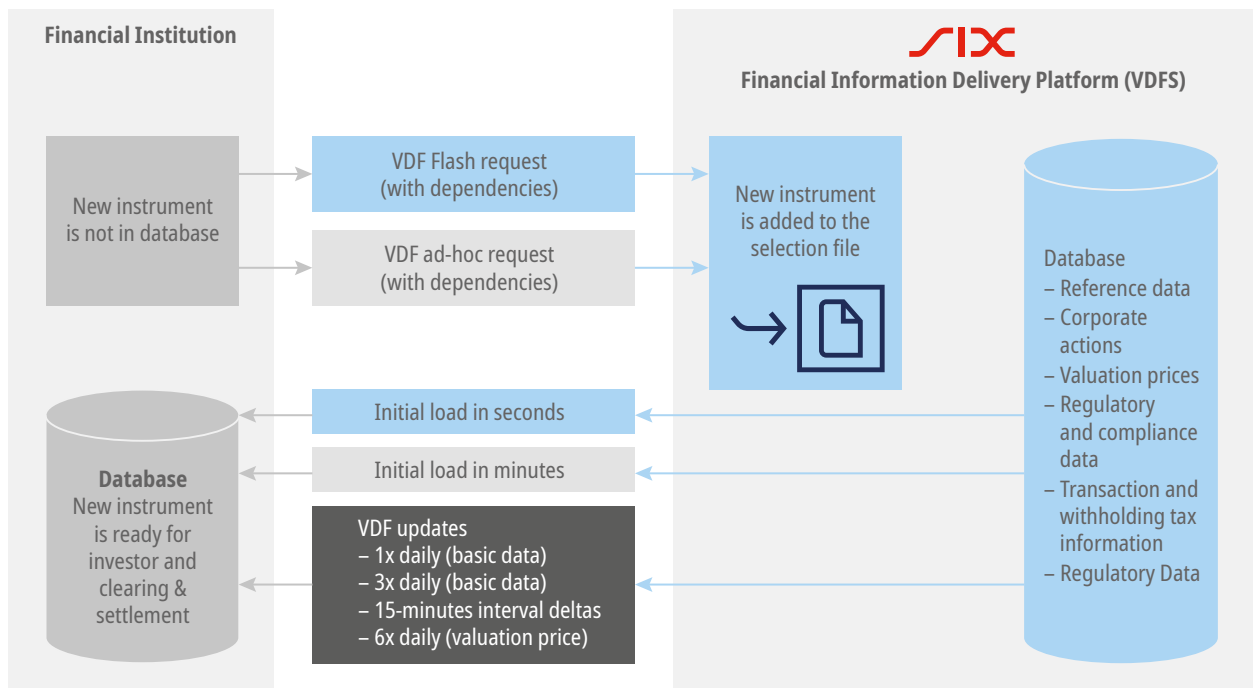 Financial Institution
SIX
Financial Information Delivery Platform (VDFS)
New instrument
is not in database
VDF Flash request
(with dependencies)
VDF ad-hoc request
(with dependencies)
New instrument
is added to the
selection file
Database
– Reference data
– Corporate
actions
– Valuation prices
– Regulatory
and compliance
data
– Transaction and
withholding tax
information
– Regulatory Data
Initial load in seconds
Initial load in minutes
Database
New instrument
is ready for
investor and
clearing &
settlement
VDF updates
– 1x daily (basic data)
– 3x daily (basic data)
– 15-minutes interval deltas
– 6x daily (valuation price)